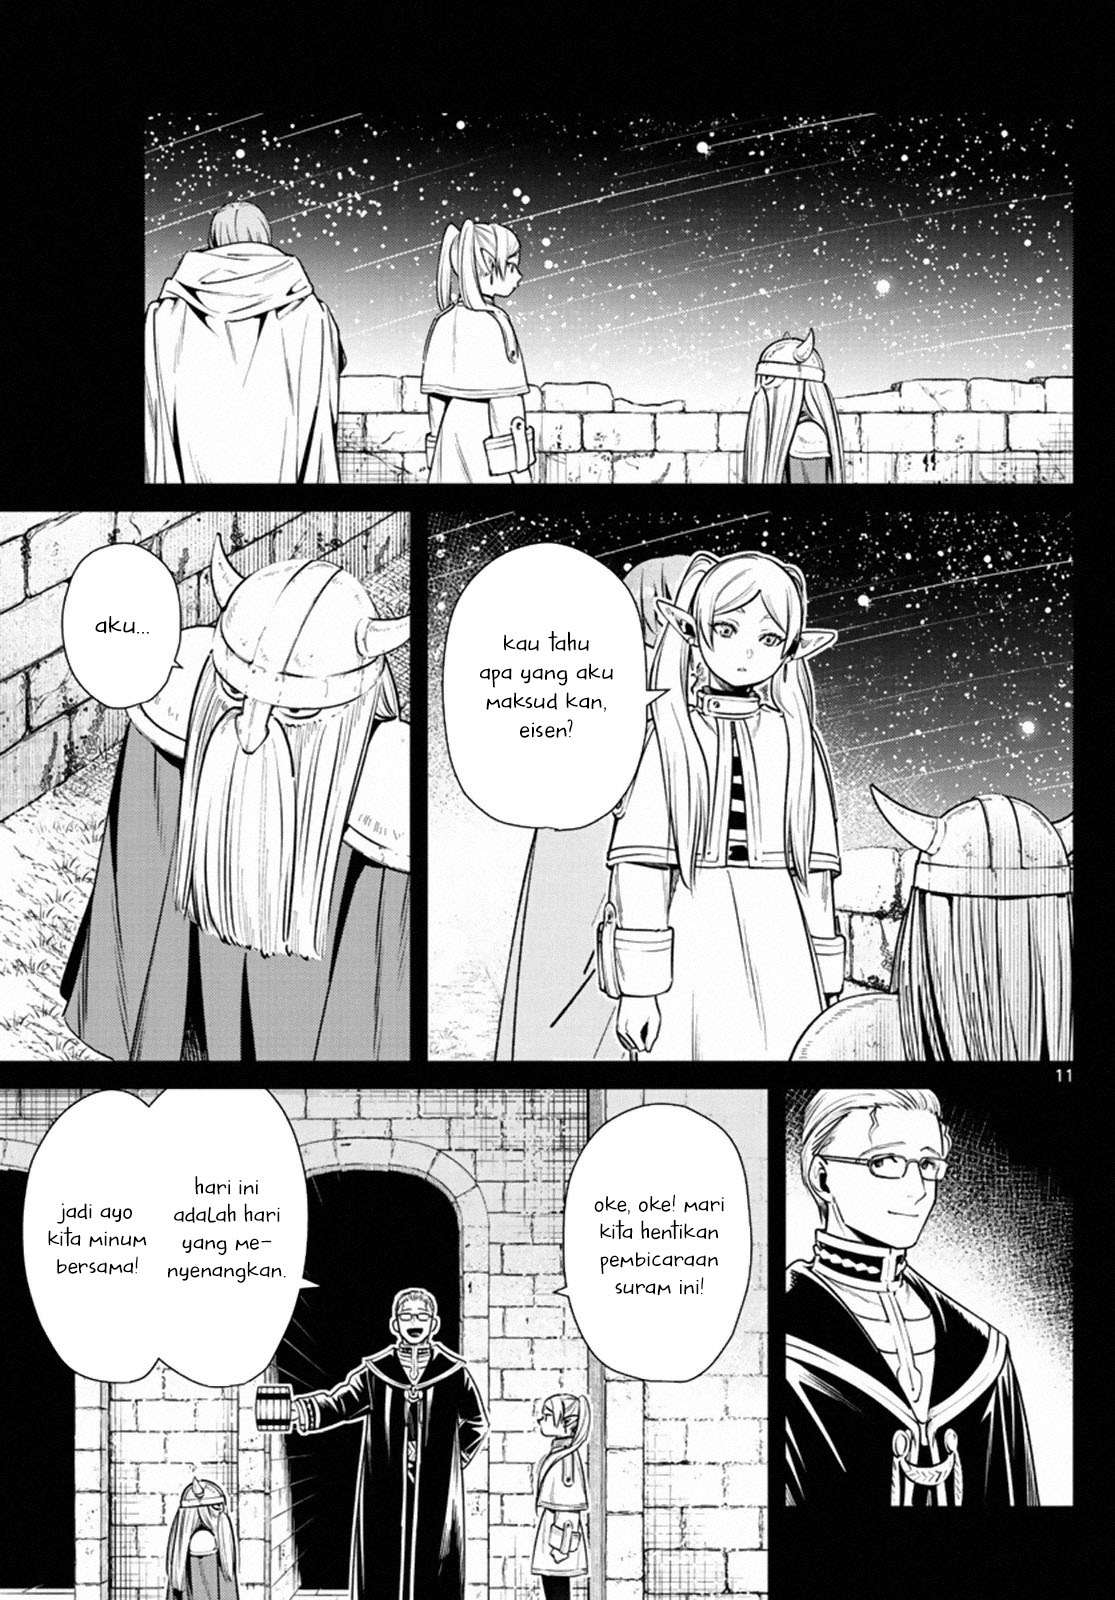 kau tahu
apa yang aku
maksud kan,
eisen?
aku...
11
oke, oke! mari
kita hentikan
pembicaraan
suram ini!
hari ini
adalah hari
yang me-
nyenangkan.
jadi ayo
kita minum
bersama!